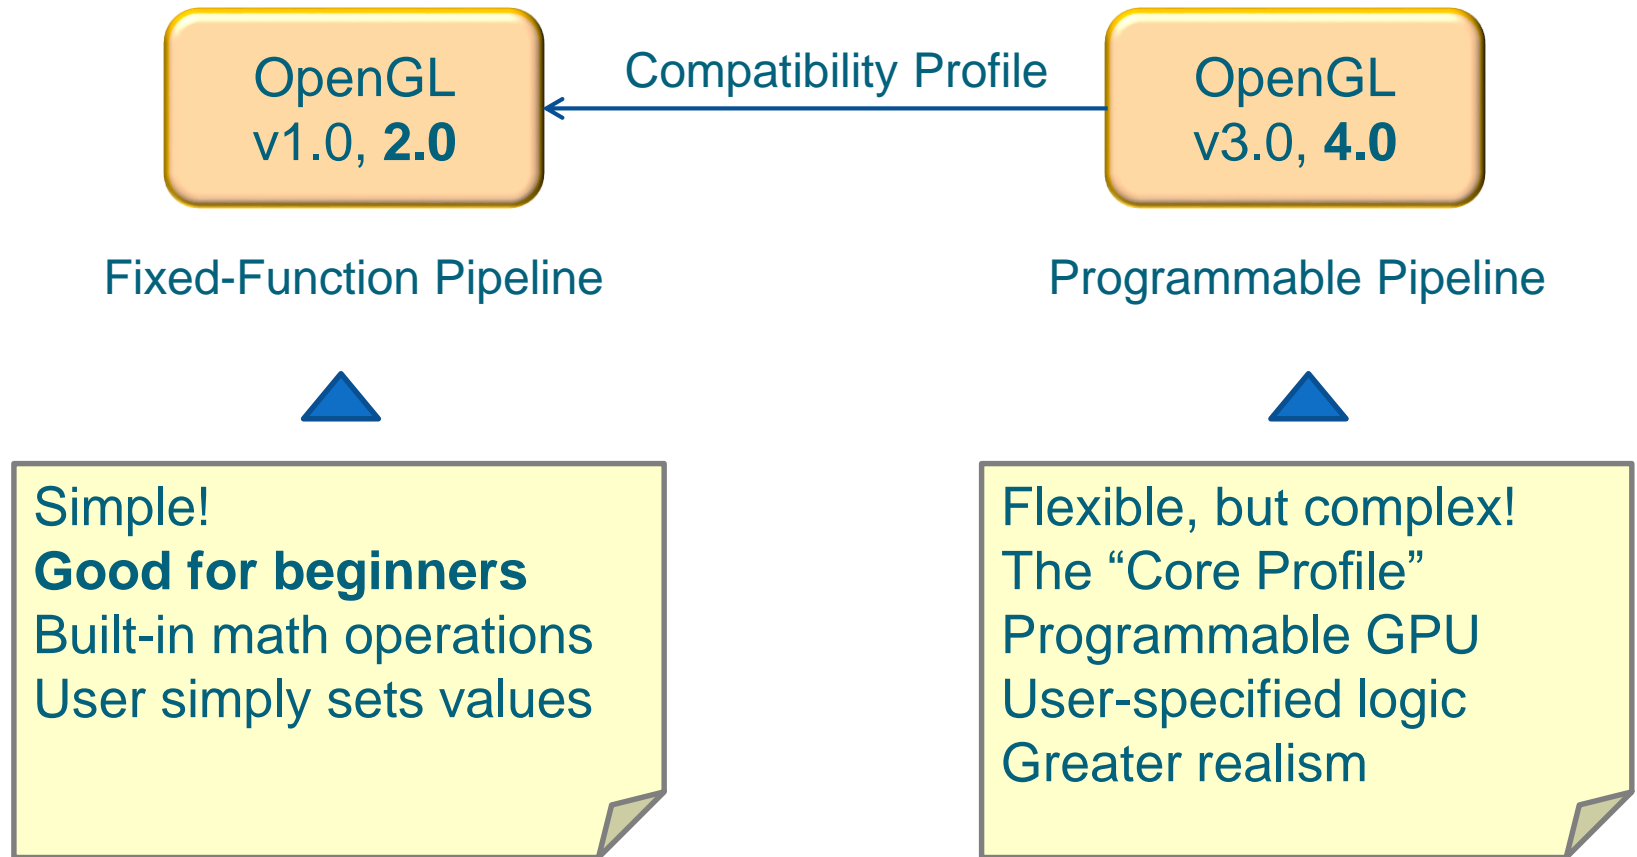 OpenGL
v1.0, 2.0
Compatibility Profile
OpenGL
v3.0, 4.0
Fixed-Function Pipeline
Programmable Pipeline
Simple!
Good for beginners
Built-in math operations
User simply sets values
Flexible, but complex!
The “Core Profile”
Programmable GPU
User-specified logic
Greater realism